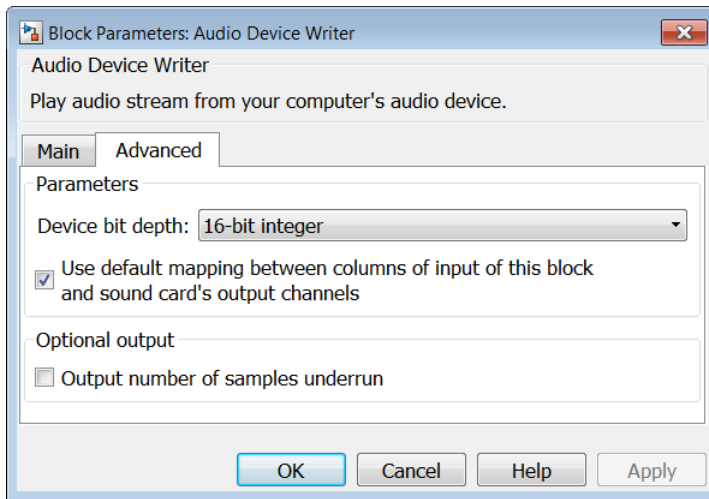 Block Parameters: Audio Device Writer
Audio Device Writer
Play audio stream from your computer's audio device.
Main Advanced
Parameters
Device bit depth: 16-bit integer
Use default mapping between columns of input of this block
and sound card's output channels
Optional output
Output number of samples underrun
OK Cancel Help Apply